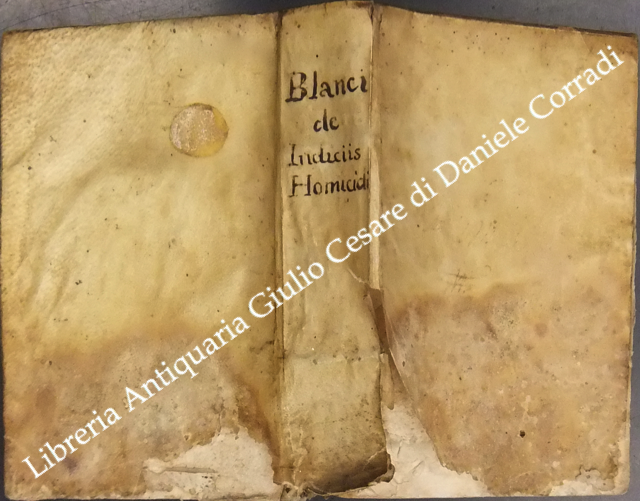 Blanci
de
Indiciis
Homicidi
Libreria Antiquaria Giulio Cesare di Daniele Corradi